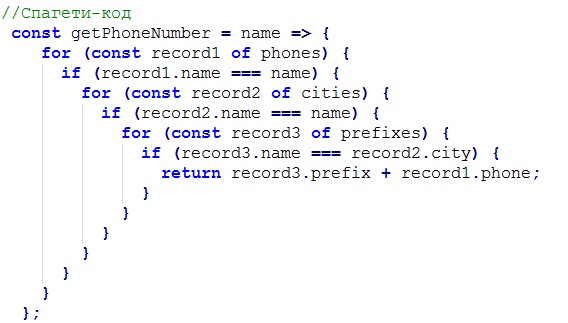 //Спагети-код
const getPhoneNumber = name => {
for (const record1 of phones) {
if (record1.name === name) {
for (const record2 of cities) {
if (record2.name === name) {
for (const record3 of prefixes) {
if (record3.name === record2.city) {
return record3.prefix + record1.phone;
}
}
}
}
}
}
};